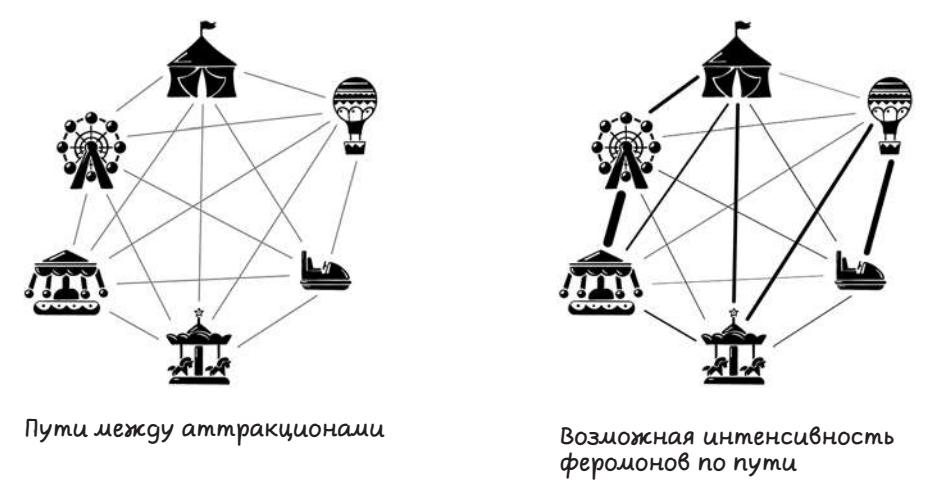 Пути между аттракционами
Возможная интенсивность
феромонов по пути